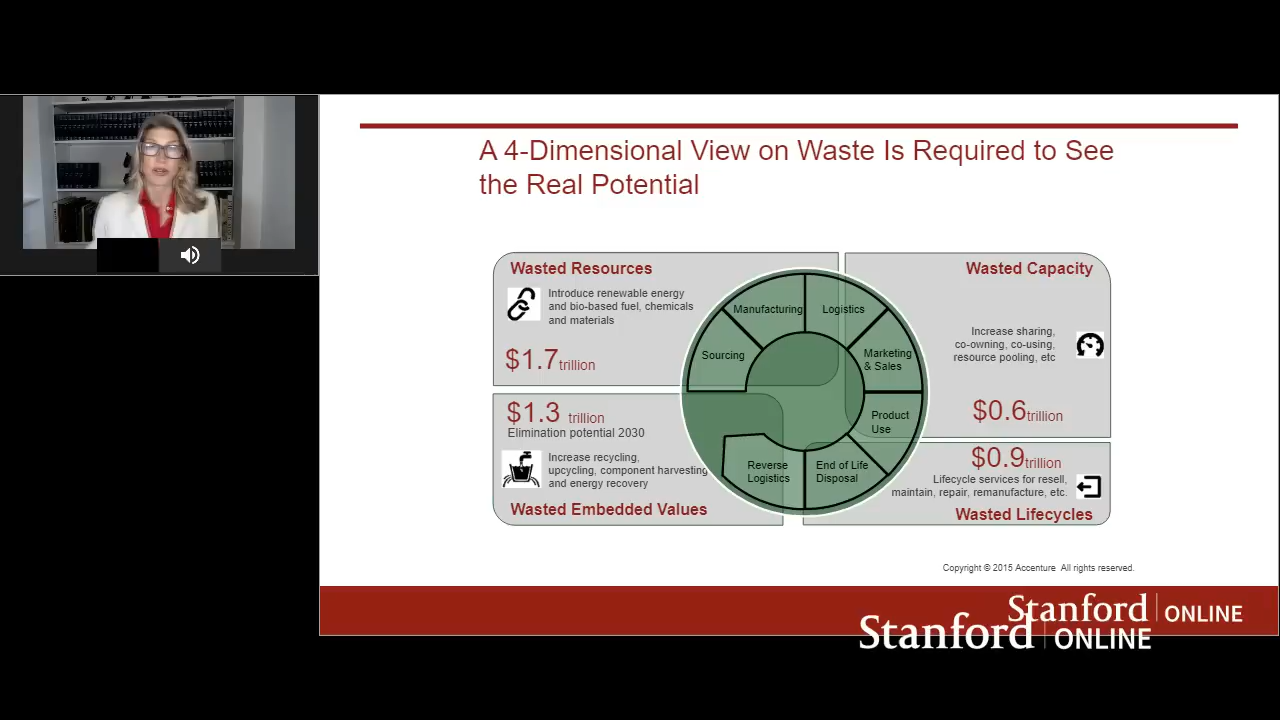 A 4-Dimensional View on Waste Is Required to See
the Real Potential
Wasted Resources
Introduce renewable energy
and bio-based fuel, chemicals
and materials
$1.7 trillion
Wasted Capacity
Increase sharing,
co-owning, co-using,
resource pooling, etc
$0.6 trillion
Manufacturing
Logistics
Sourcing
Marketing
& Sales
Product
Use
Reverse
Logistics
End of Life
Disposal
$1.3 trillion
Elimination potential 2030
Increase recycling,
upcycling, component harvesting
and energy recovery
Wasted Embedded Values
$0.9 trillion
Lifecycle services for resell,
maintain, repair, remanufacture, etc.
Wasted Lifecycles
Copyright © 2015 Accenture All rights reserved.
Stanford ONLINE
Stanford ONLINE